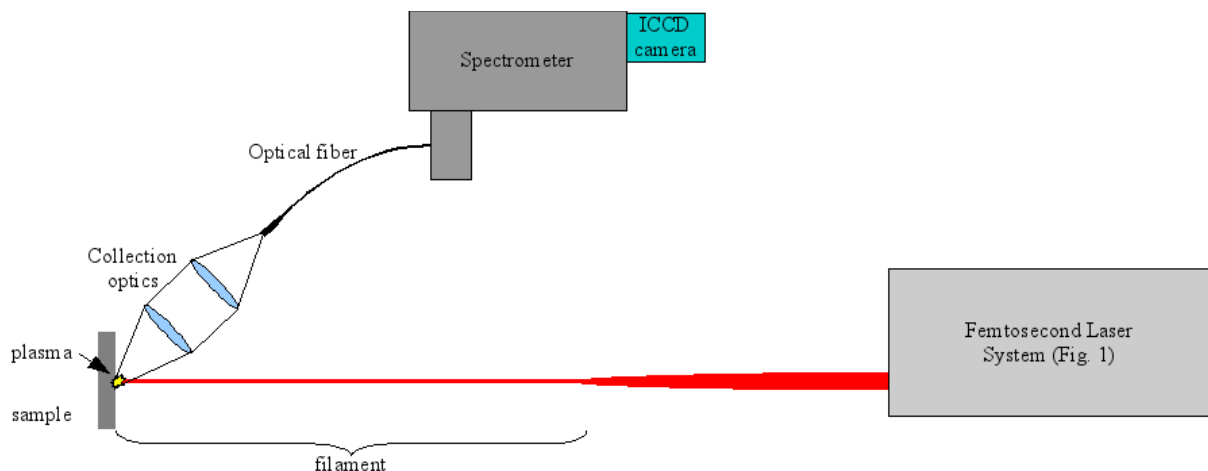 ICCD
camera
Spectrometer
Optical fiber
Collection
optics
Femtosecond Laser
System (Fig. 1)
plasma
sample
filament